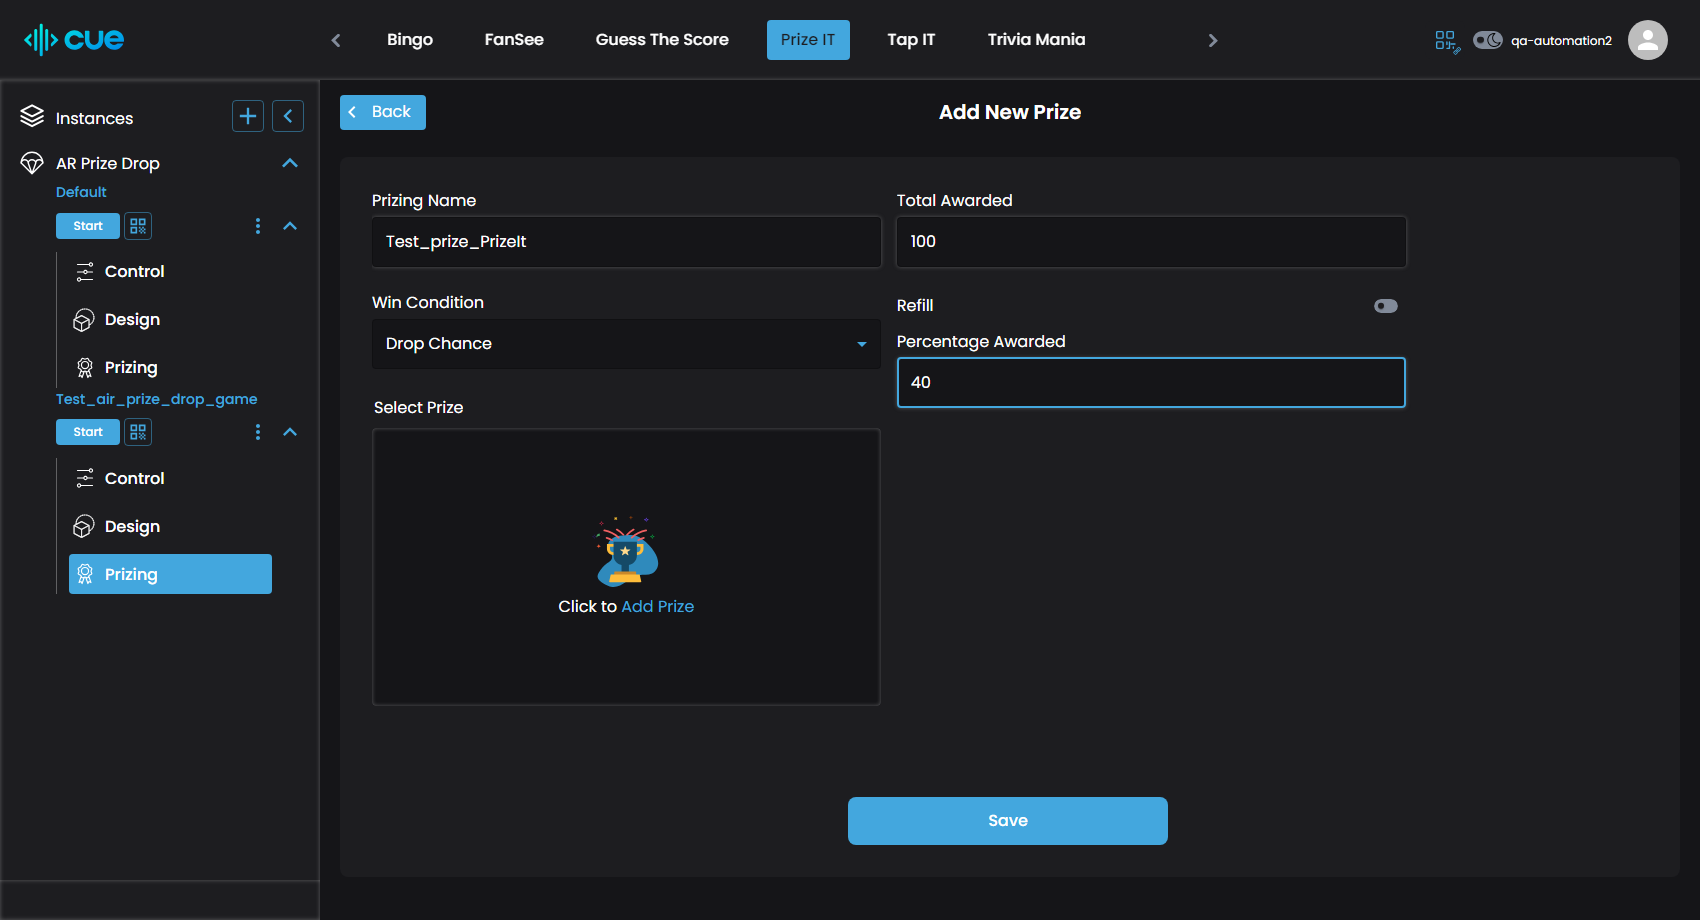 cue
Bingo
FanSee
Guess The Score
Prize IT
Tap IT
Trivia Mania
qa-automation2
Instances
AR Prize Drop
Default
Start
Control
Design
Prizing
Test_air_prize_drop_game
Start
Control
Design
Prizing
Back
Add New Prize
Prizing Name
Test_prize_PrizeIt
Total Awarded
100
Win Condition
Drop Chance
Refill
Percentage Awarded
40
Select Prize
Click to Add Prize
Save